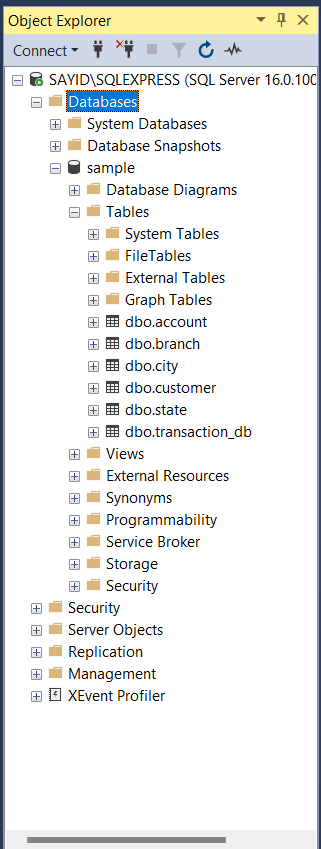 Object Explorer
Connect
SAYID\SQLEXPRESS (SQL Server 16.0.100
Databases
System Databases
Database Snapshots
sample
Database Diagrams
Tables
System Tables
FileTables
External Tables
Graph Tables
dbo.account
dbo.branch
dbo.city
dbo.customer
dbo.state
dbo.transaction_db
Views
External Resources
Synonyms
Programmability
Service Broker
Storage
Security
Security
Server Objects
Replication
Management
XEvent Profiler